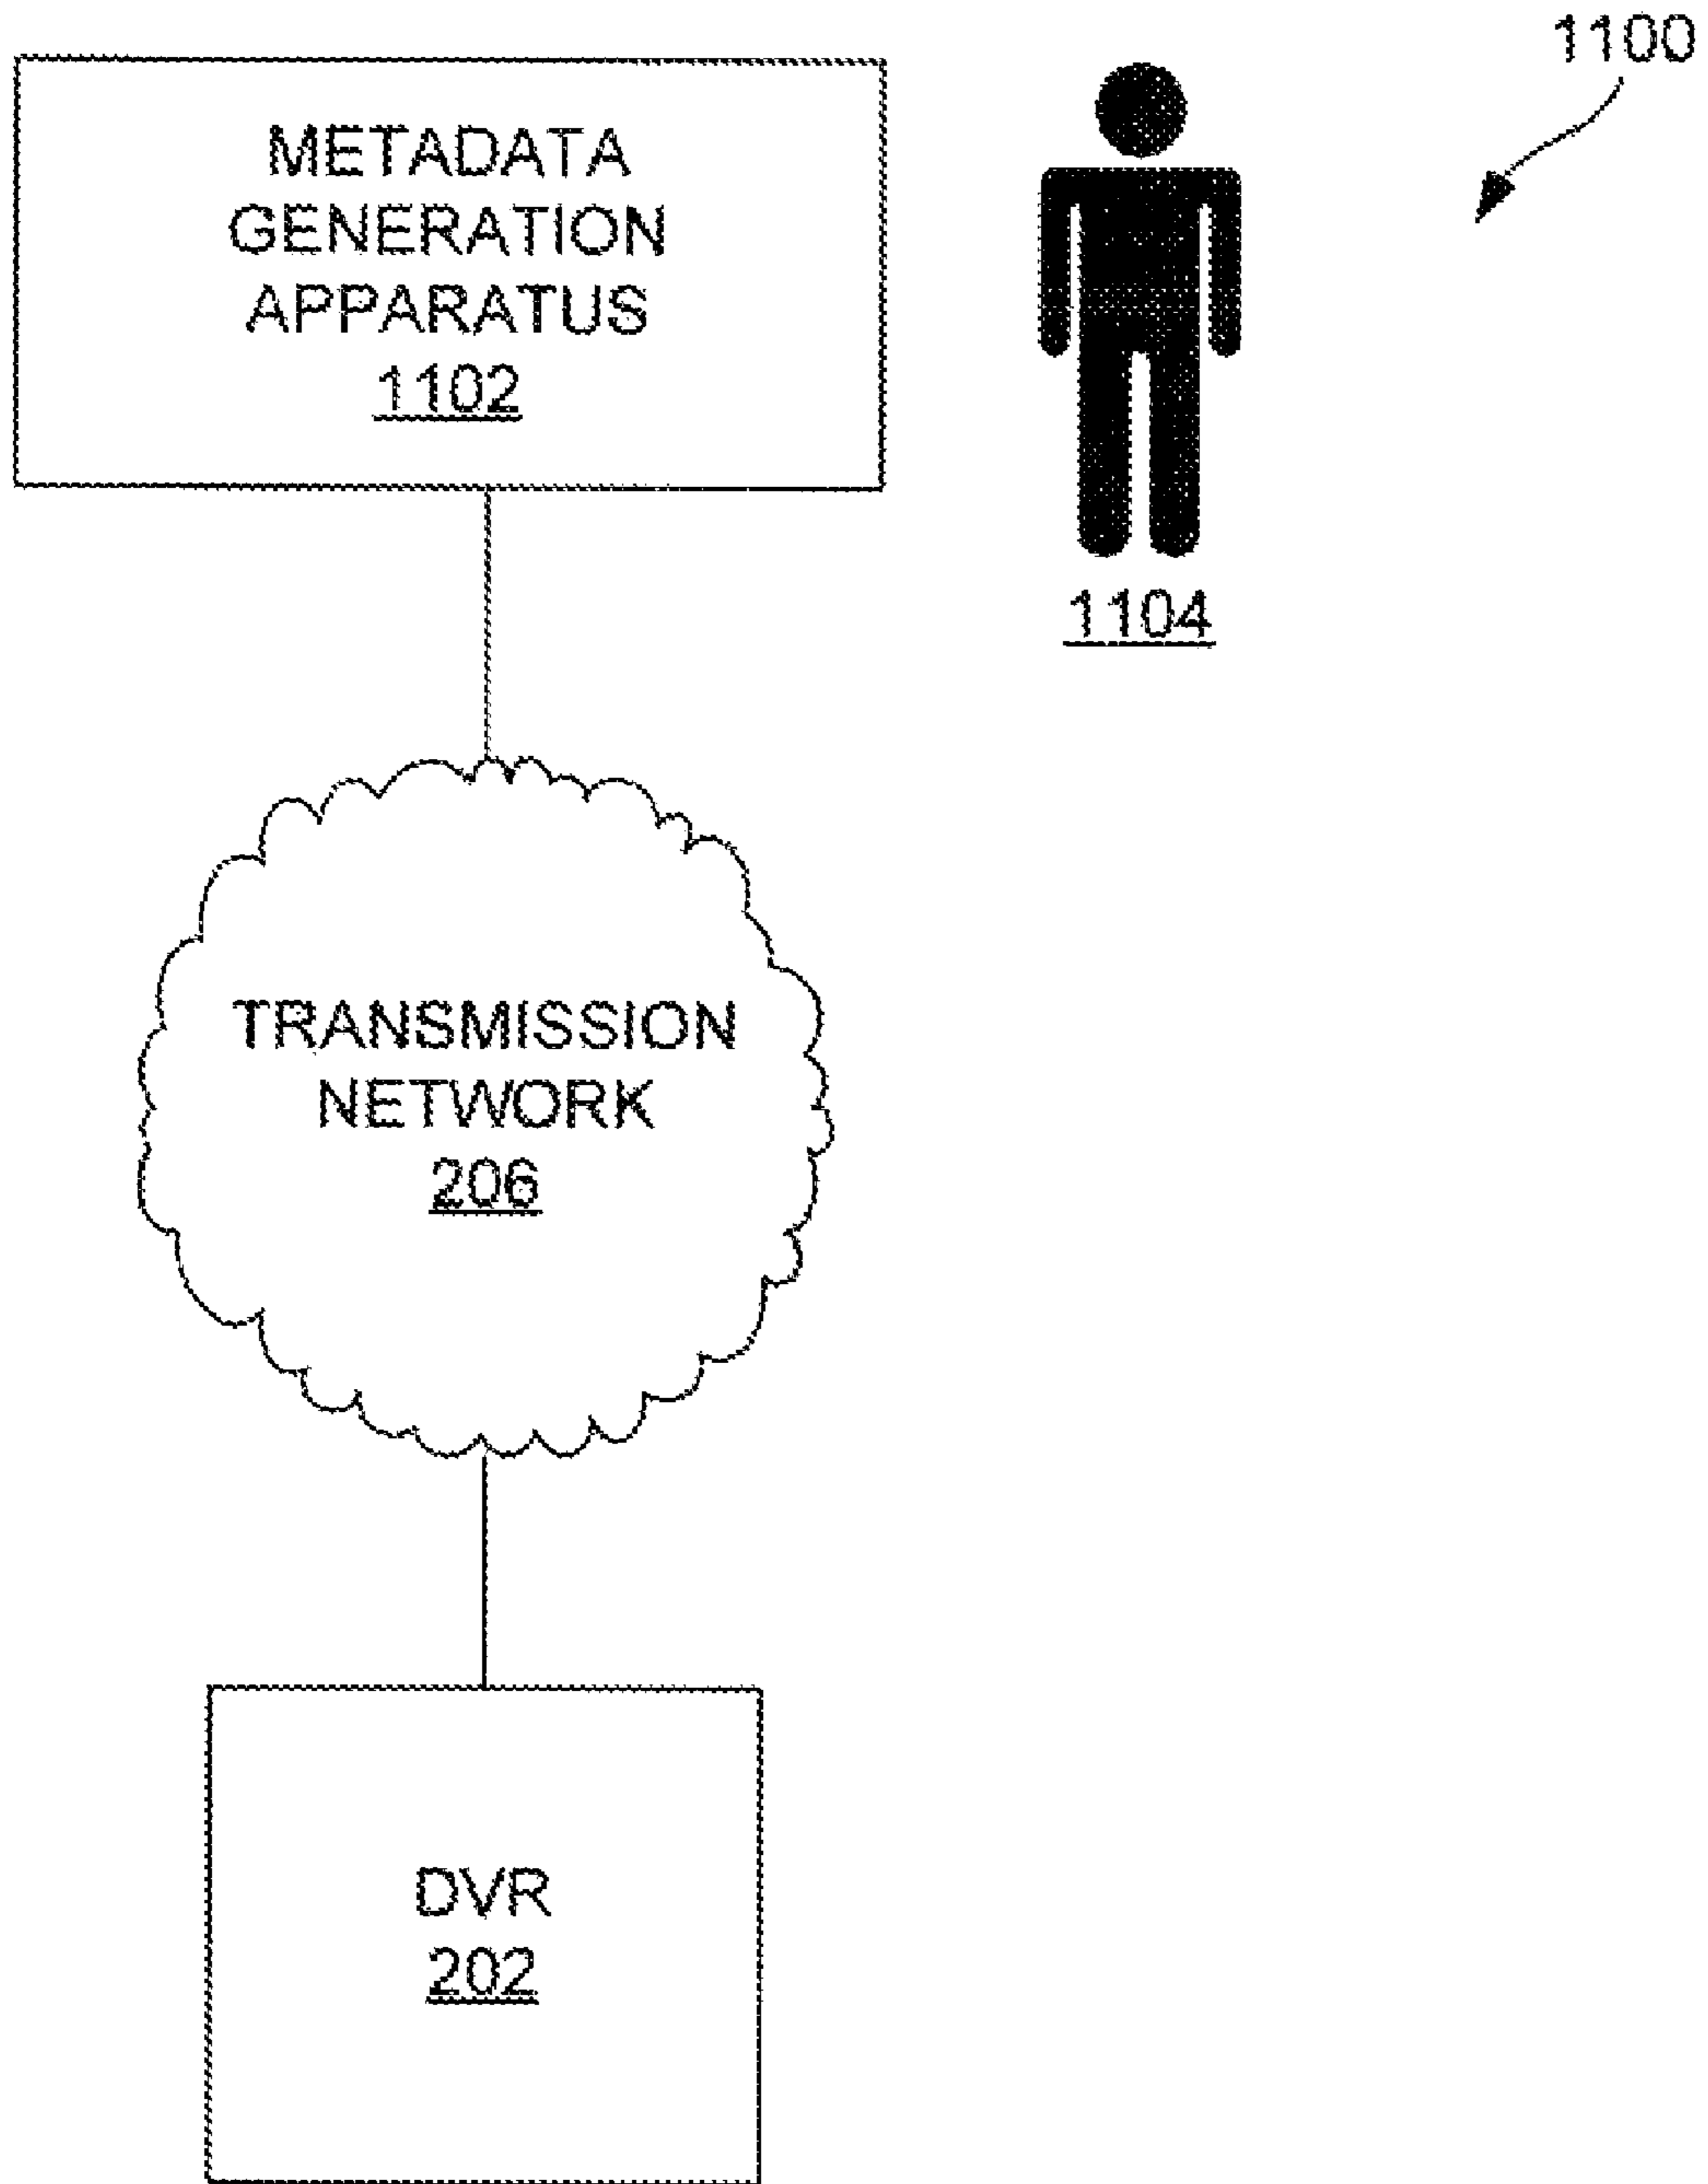 1100
METADATA
GENERATION
APPARATUS
1102
1104
TRANSMISSION
NETWORK
206
DVR
202